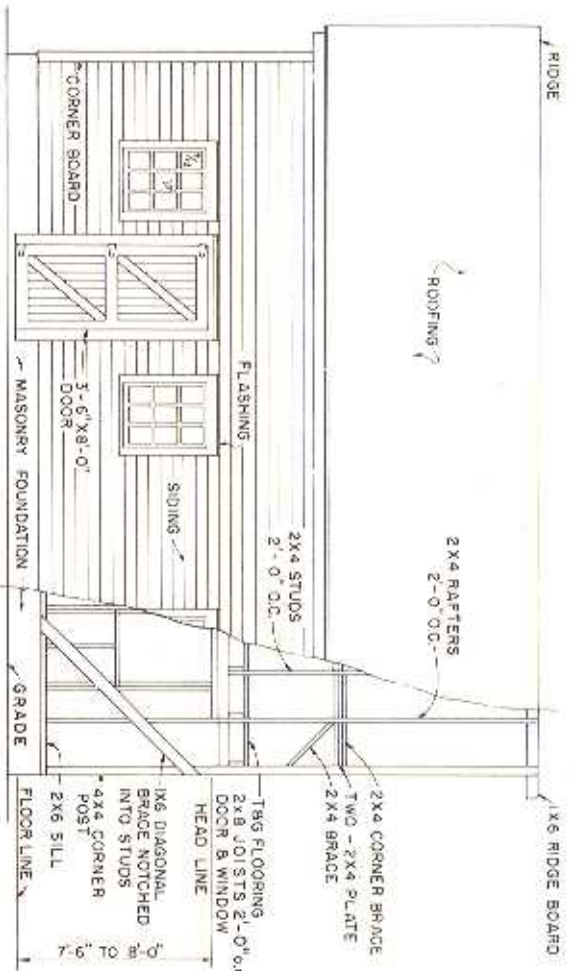 RIDGE
ROOFING
2X4 RAFTERS
2'-0" O.C.
1X6 RIDGE BOARD
2X4 CORNER BRACE
TWO - 2X4 PLATE
2X4 BRACE
2X4 STUDS
2'-0" O.C.
FLASHING
SIDING
T&G FLOORING
2X8 JOISTS 2'-0" O.C.
DOOR & WINDOW
HEAD LINE
1X6 DIAGONAL
BRACE NOTCHED
INTO STUDS
4X4 CORNER
POST
2X6 SILL
FLOOR LINE
7'-6" TO 8'-0"
CORNER BOARD
3'-6"X8'-0"
DOOR
MASONRY FOUNDATION
GRADE